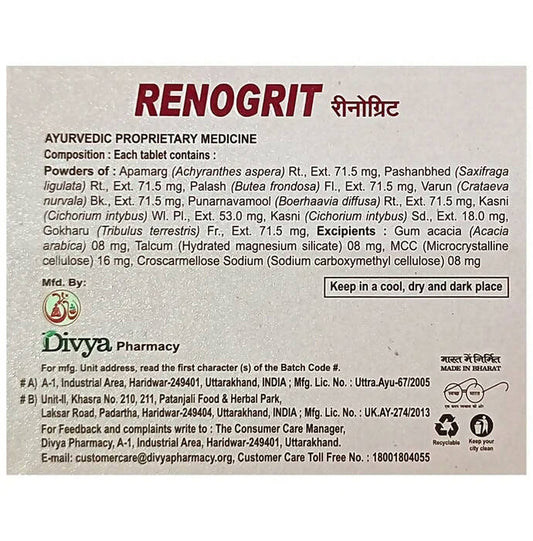 RENOGRIT रीनोग्रिट
AYURVEDIC PROPRIETARY MEDICINE
Composition : Each tablet contains :
Powders of : Apamarg (Achyranthes aspera) Rt., Ext. 71.5 mg, Pashanbhed (Saxifraga
ligulata) Rt., Ext. 71.5 mg, Palash (Butea frondosa) Fl., Ext. 71.5 mg, Varun (Crataeva
nurvala) Bk., Ext. 71.5 mg, Punarnavamool (Boerhaavia diffusa) Rt., Ext. 71.5 mg, Kasni
(Cichorium intybus) Wl. Pl., Ext. 53.0 mg, Kasni (Cichorium intybus) Sd., Ext. 18.0 mg,
Gokharu (Tribulus terrestris) Fr., Ext. 71.5 mg. Excipients : Gum acacia (Acacia
arabica) 08 mg, Talcum (Hydrated magnesium silicate) 08 mg, MCC (Microcrystalline
cellulose) 16 mg, Croscarmellose Sodium (Sodium carboxymethyl cellulose) 08 mg
Mfd. By:
Keep in a cool, dry and dark place
Divya Pharmacy
For mfg. Unit address, read the first character (s) of the Batch Code #.
# A) A-1, Industrial Area, Haridwar-249401, Uttarakhand, INDIA ; Mfg. Lic. No. : Uttra.Ayu-67/2005
# B) Unit-II, Khasra No. 210, 211, Patanjali Food & Herbal Park,
Laksar Road, Padartha, Haridwar-249404, Uttarakhand, INDIA ; Mfg. Lic. No. : UK.AY-274/2013
For Feedback and complaints write to : The Consumer Care Manager,
Divya Pharmacy, A-1, Industrial Area, Haridwar-249401, Uttarakhand.
E-mail: customercare@divyapharmacy.org, Customer Care Toll Free No. : 18001804055
भारत में निर्मित
MADE IN BHARAT
स्वच्छ भारत
एक कदम स्वच्छता की ओर
Recyclable
Keep your
city clean